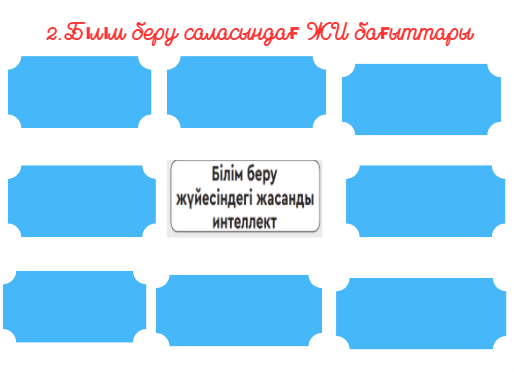 2.Білім беру саласындағ ЖИ бағыттары
Білім беру
жүйесіндегі жасанды
интеллект